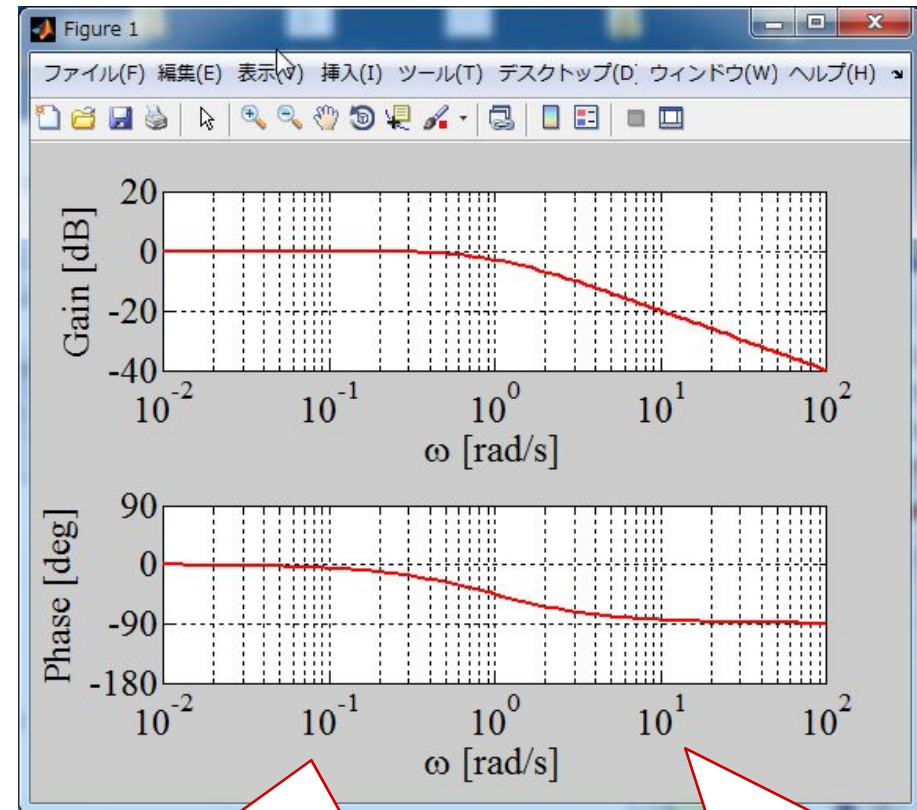 Figure 1
ファイル(F) 編集(E) 表示(V) 挿入(I) ツール(T) デスクトップ(D) ウィンドウ(W) ヘルプ(H)
20
0
-20
-40
Gain [dB]
10^-2 10^-1 10^0 10^1 10^2
ω [rad/s]
90
0
-90
-180
Phase [deg]
10^-2 10^-1 10^0 10^1 10^2
ω [rad/s]